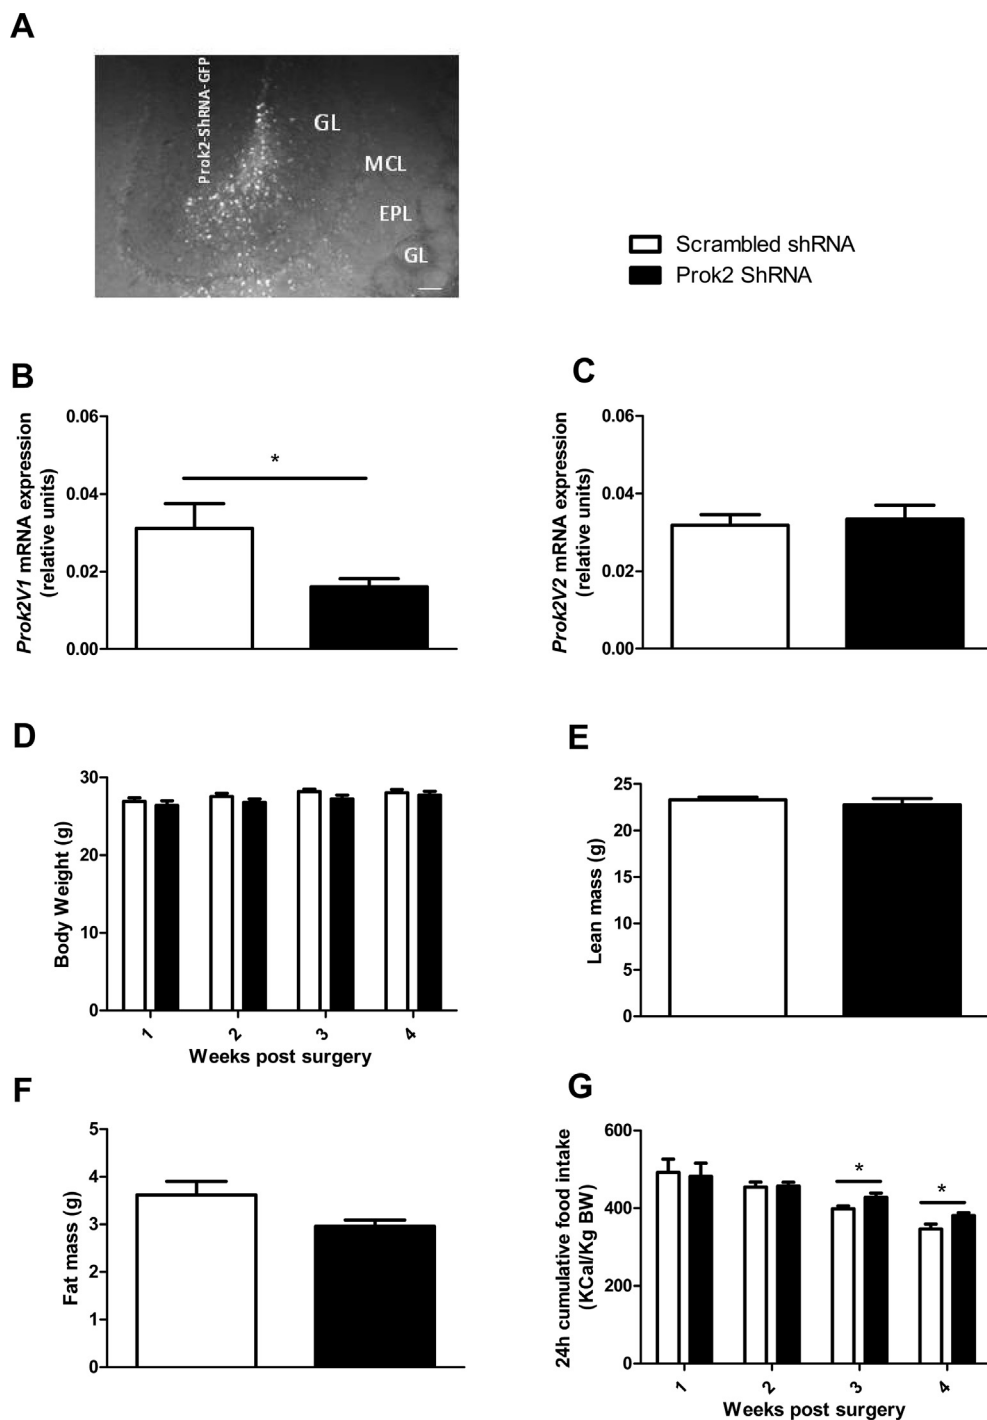 A
Prok2-ShRNA-GFP
GL
MCL
EPL
GL
Scrambled shRNA
Prok2 ShRNA
B
Prok2V1 mRNA expression
(relative units)
0.06
0.04
0.02
0.00
*
C
Prok2V2 mRNA expression
(relative units)
0.06
0.04
0.02
0.00
D
Body Weight (g)
30
20
10
0
1 2 3 4
Weeks post surgery
E
Lean mass (g)
25
20
15
10
5
0
F
Fat mass (g)
5
4
3
2
1
0
G
24h cumulative food intake
(KCal/Kg BW)
600
400
200
0
*
*
1 2 3 4
Weeks post surgery